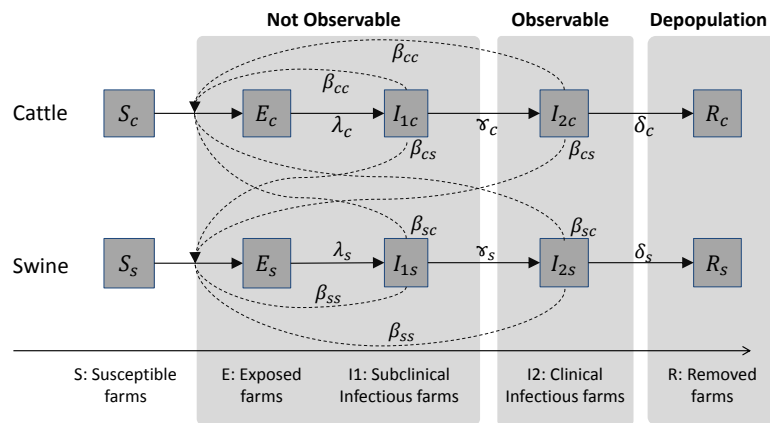 Not Observable Observable Depopulation
β_cc
β_cc
Cattle S_c E_c λ_c I_1c ɤ_c I_2c δ_c R_c
β_cs β_cs
β_sc β_sc
Swine S_s E_s λ_s I_1s ɤ_s I_2s δ_s R_s
β_ss
β_ss
S: Susceptible farms
E: Exposed farms
I1: Subclinical Infectious farms
I2: Clinical Infectious farms
R: Removed farms